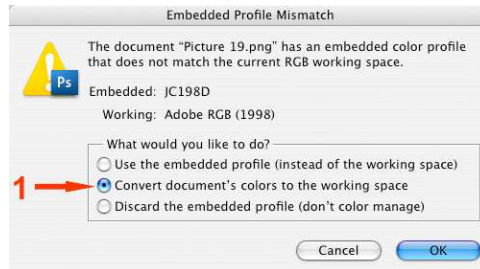 Embedded Profile Mismatch
The document "Picture 19.png" has an embedded color profile
that does not match the current RGB working space.
Ps
Embedded: JC198D
Working: Adobe RGB (1998)
What would you like to do?
Use the embedded profile (instead of the working space)
1
Convert document's colors to the working space
Discard the embedded profile (don't color manage)
Cancel
OK